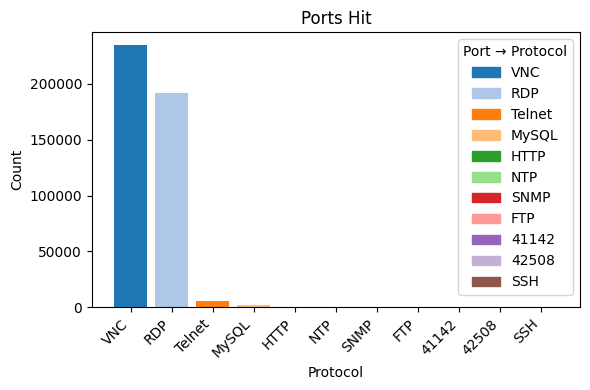 Ports Hit
Count
200000
150000
100000
50000
0
VNC
RDP
Telnet
MySQL
HTTP
NTP
SNMP
FTP
41142
42508
SSH
Protocol
Port → Protocol
VNC
RDP
Telnet
MySQL
HTTP
NTP
SNMP
FTP
41142
42508
SSH